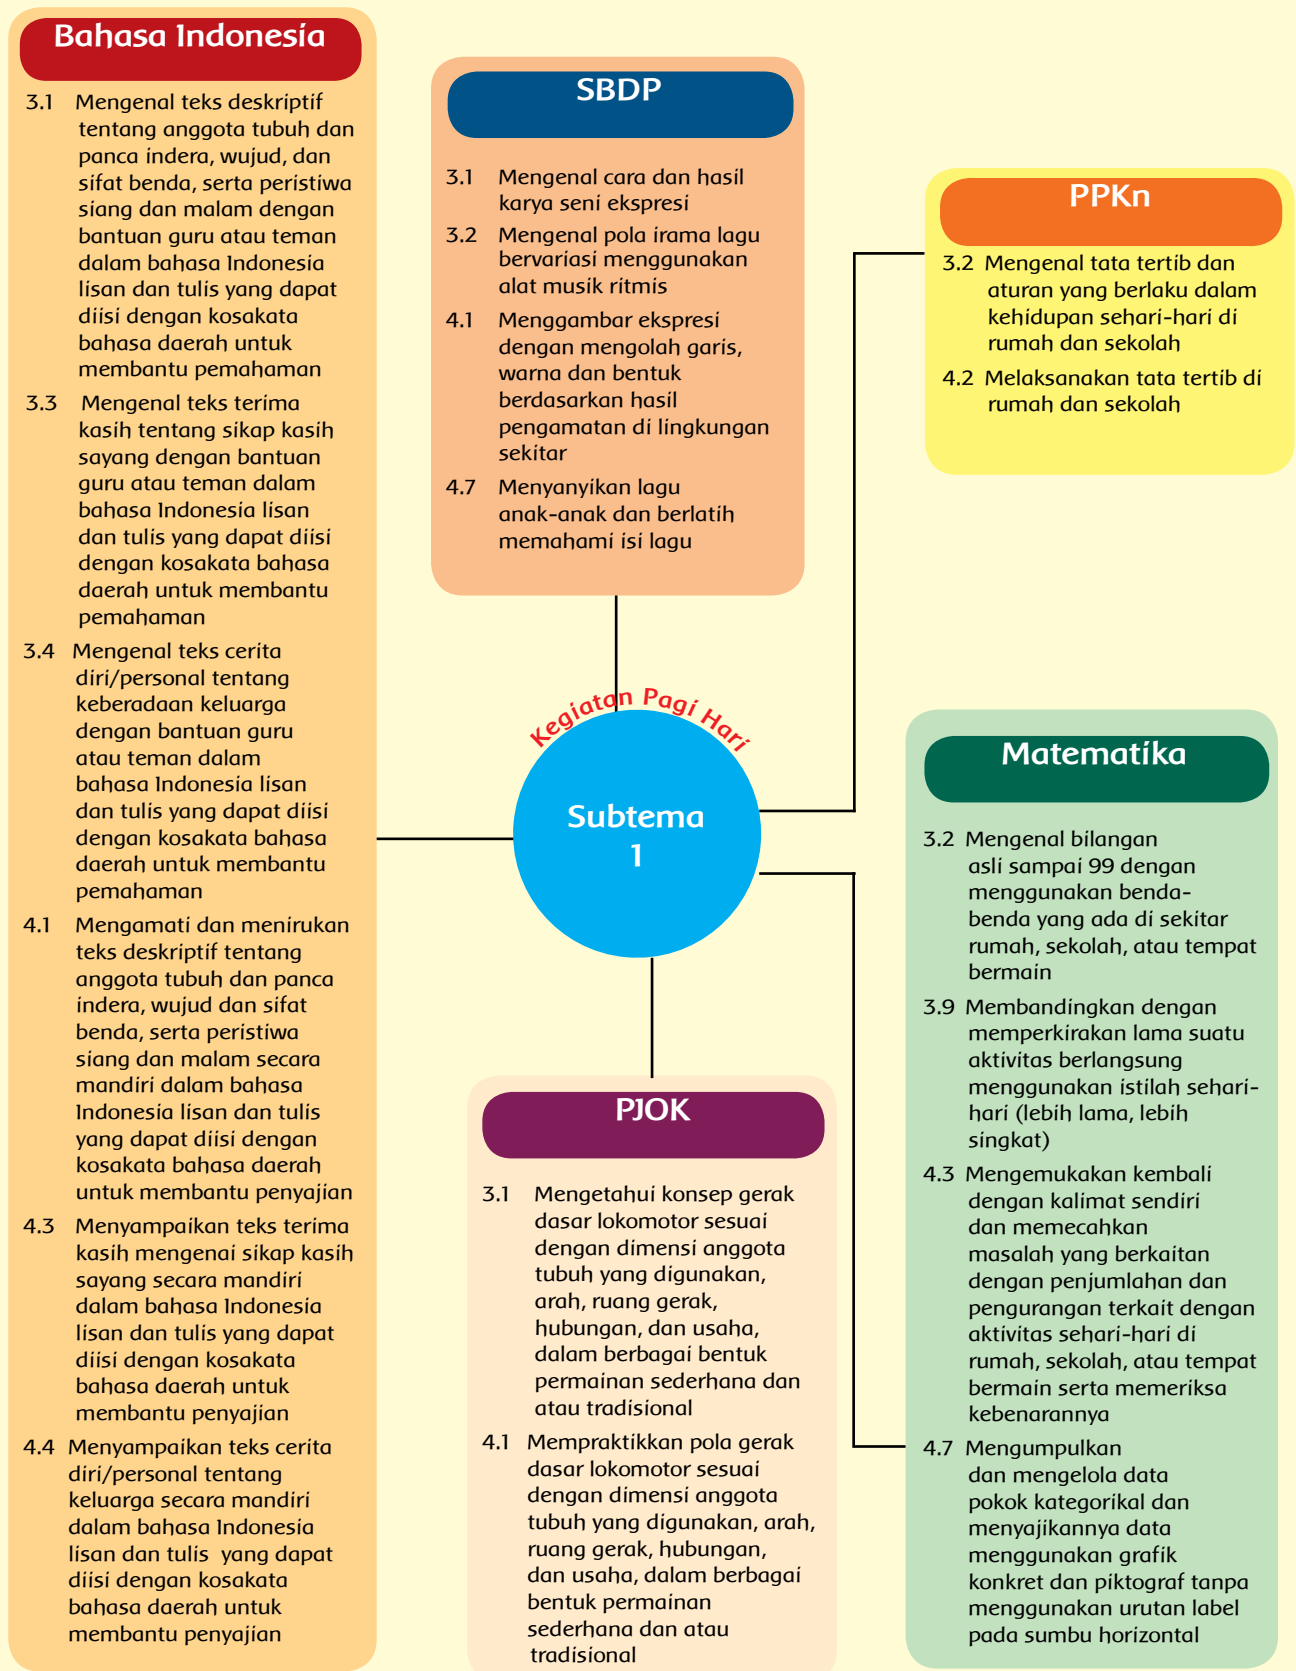 Bahasa Indonesia
3.1 Mengenal teks deskriptif
tentang anggota tubuh dan
panca indera, wujud, dan
sifat benda, serta peristiwa
siang dan malam dengan
bantuan guru atau teman
dalam bahasa Indonesia
lisan dan tulis yang dapat
diisi dengan kosakata
bahasa daerah untuk
membantu pemahaman
3.3 Mengenal teks terima
kasih tentang sikap kasih
sayang dengan bantuan
guru atau teman dalam
bahasa Indonesia lisan
dan tulis yang dapat diisi
dengan kosakata bahasa
daerah untuk membantu
pemahaman
3.4 Mengenal teks cerita
diri/personal tentang
keberadaan keluarga
dengan bantuan guru
atau teman dalam
bahasa Indonesia lisan
dan tulis yang dapat diisi
dengan kosakata bahasa
daerah untuk membantu
pemahaman
4.1 Mengamati dan menirukan
teks deskriptif tentang
anggota tubuh dan panca
indera, wujud dan sifat
benda, serta peristiwa
siang dan malam secara
mandiri dalam bahasa
Indonesia lisan dan tulis
yang dapat diisi dengan
kosakata bahasa daerah
untuk membantu penyajian
4.3 Menyampaikan teks terima
kasih mengenai sikap kasih
sayang secara mandiri
dalam bahasa Indonesia
lisan dan tulis yang dapat
diisi dengan kosakata
bahasa daerah untuk
membantu penyajian
4.4 Menyampaikan teks cerita
diri/personal tentang
keluarga secara mandiri
dalam bahasa Indonesia
lisan dan tulis yang dapat
diisi dengan kosakata
bahasa daerah untuk
membantu penyajian
SBDP
3.1 Mengenal cara dan hasil
karya seni ekspresi
3.2 Mengenal pola irama lagu
bervariasi menggunakan
alat musik ritmis
4.1 Menggambar ekspresi
dengan mengolah garis,
warna dan bentuk
berdasarkan hasil
pengamatan di lingkungan
sekitar
4.7 Menyanyikan lagu
anak-anak dan berlatih
memahami isi lagu
PPKn
3.2 Mengenal tata tertib dan
aturan yang berlaku dalam
kehidupan sehari-hari di
rumah dan sekolah
4.2 Melaksanakan tata tertib di
rumah dan sekolah
Kegiatan Pagi Hari
Subtema
1
PJOK
3.1 Mengetahui konsep gerak
dasar lokomotor sesuai
dengan dimensi anggota
tubuh yang digunakan,
arah, ruang gerak,
hubungan, dan usaha,
dalam berbagai bentuk
permainan sederhana dan
atau tradisional
4.1 Mempraktikkan pola gerak
dasar lokomotor sesuai
dengan dimensi anggota
tubuh yang digunakan, arah,
ruang gerak, hubungan,
dan usaha, dalam berbagai
bentuk permainan
sederhana dan atau
tradisional
Matematika
3.2 Mengenal bilangan
asli sampai 99 dengan
menggunakan benda-
benda yang ada di sekitar
rumah, sekolah, atau tempat
bermain
3.9 Membandingkan dengan
memperkirakan lama suatu
aktivitas berlangsung
menggunakan istilah sehari-
hari (lebih lama, lebih
singkat)
4.3 Mengemukakan kembali
dengan kalimat sendiri
dan memecahkan
masalah yang berkaitan
dengan penjumlahan dan
pengurangan terkait dengan
aktivitas sehari-hari di
rumah, sekolah, atau tempat
bermain serta memeriksa
kebenarannya
4.7 Mengumpulkan
dan mengelola data
pokok kategorikal dan
menyajikannya data
menggunakan grafik
konkret dan piktograf tanpa
menggunakan urutan label
pada sumbu horizontal